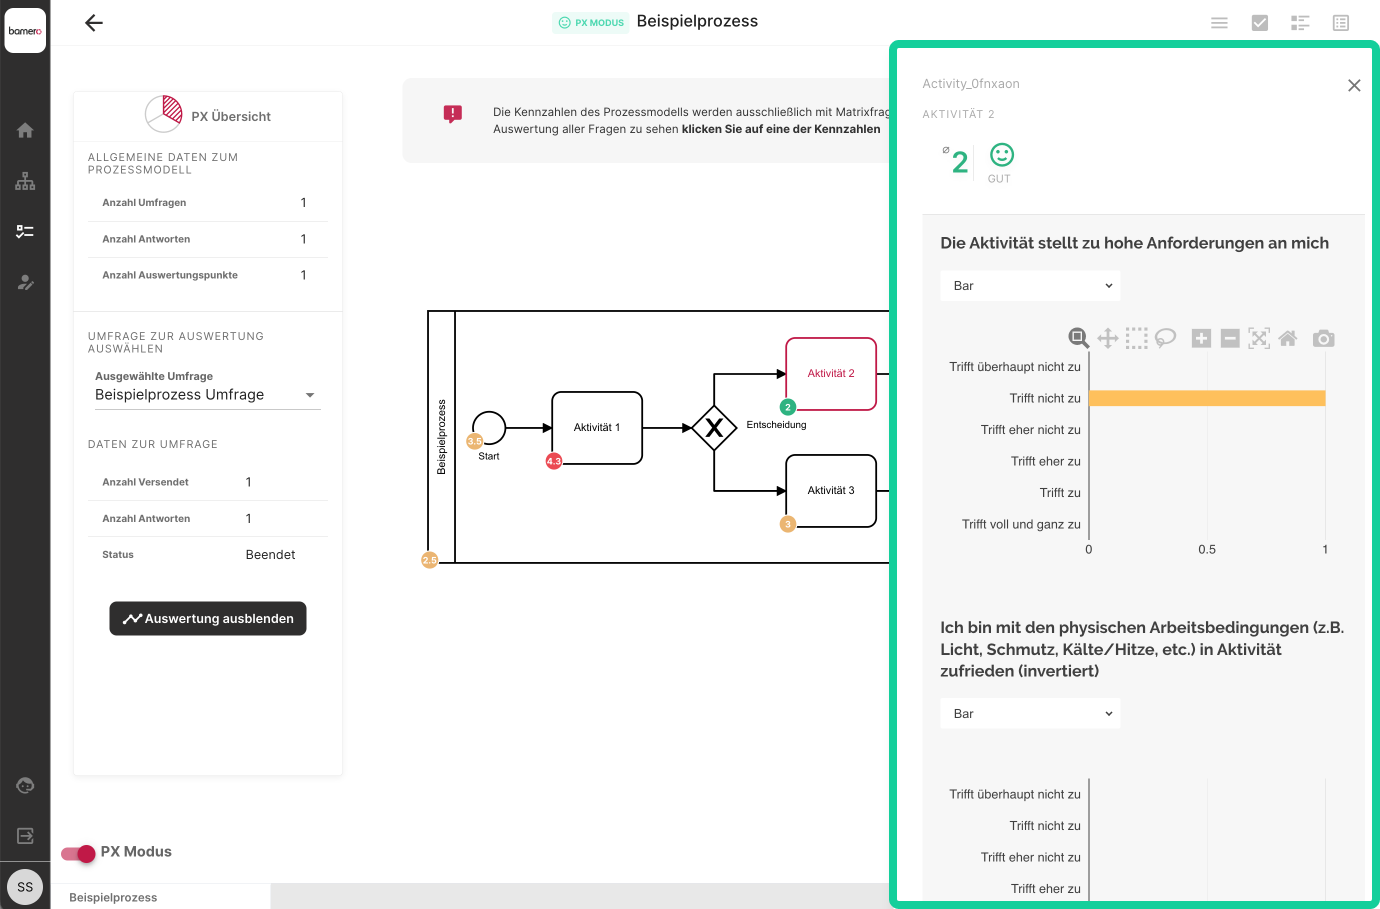 barnero
PX MODUS
Beispielprozess
PX Übersicht
ALLGEMEINE DATEN ZUM
PROZESSMODELL
Anzahl Umfragen 1
Anzahl Antworten 1
Anzahl Auswertungspunkte 1
UMFRAGE ZUR AUSWERTUNG
AUSWÄHLEN
Ausgewählte Umfrage
Beispielprozess Umfrage
DATEN ZUR UMFRAGE
Anzahl Versendet 1
Anzahl Antworten 1
Status Beendet
Auswertung ausblenden
PX Modus
SS
Beispielprozess
Die Kennzahlen des Prozessmodells werden ausschließlich mit Matrixfrag
Auswertung aller Fragen zu sehen klicken Sie auf eine der Kennzahlen
Beispielprozess
2.5
3.5
Start
Aktivität 1
4.3
X
Entscheidung
Aktivität 2
2
Aktivität 3
3
Activity_0fnxaon
AKTIVITÄT 2
⌀ 2
GUT
Die Aktivität stellt zu hohe Anforderungen an mich
Bar
Trifft überhaupt nicht zu
Trifft nicht zu
Trifft eher nicht zu
Trifft eher zu
Trifft zu
Trifft voll und ganz zu
0 0.5 1
Ich bin mit den physischen Arbeitsbedingungen (z.B.
Licht, Schmutz, Kälte/Hitze, etc.) in Aktivität
zufrieden (invertiert)
Bar
Trifft überhaupt nicht zu
Trifft nicht zu
Trifft eher nicht zu
Trifft eher zu